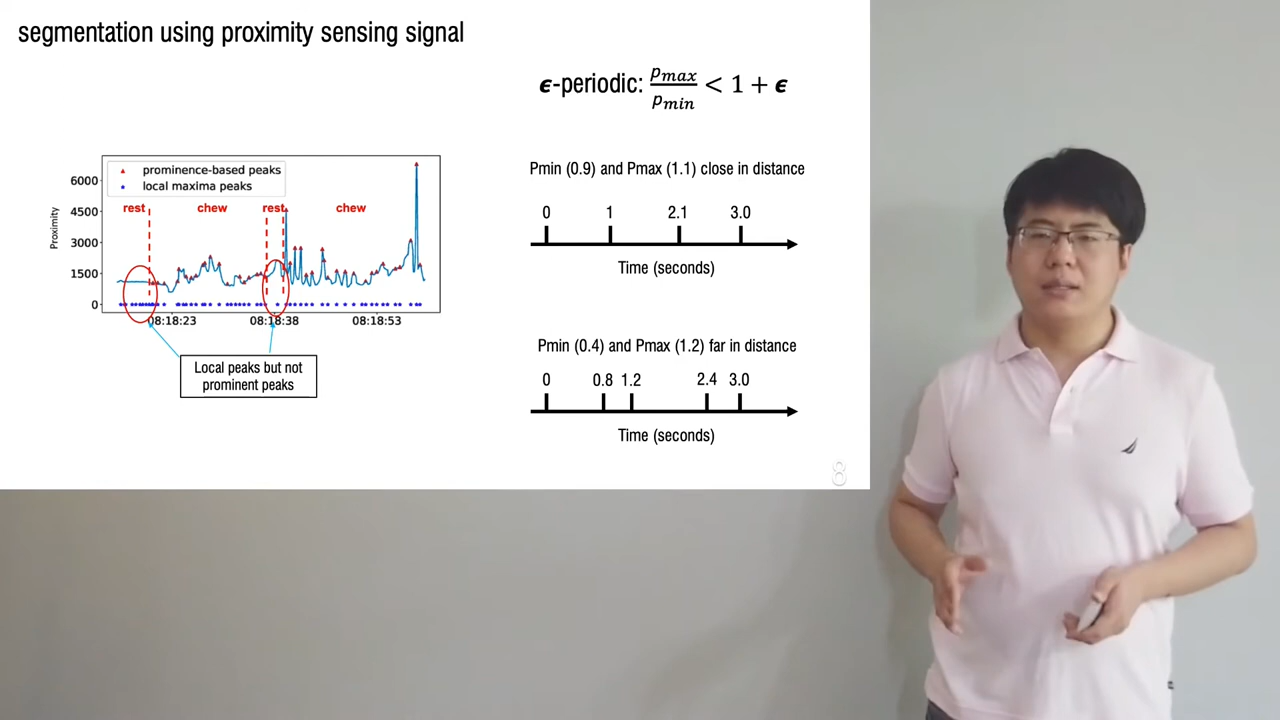 segmentation using proximity sensing signal
ϵ-periodic: p_max/p_min < 1 + ϵ
prominence-based peaks
local maxima peaks
6000
4500
3000
1500
0
Proximity
rest
chew
rest
chew
08:18:23
08:18:38
08:18:53
Local peaks but not
prominent peaks
Pmin (0.9) and Pmax (1.1) close in distance
0 1 2.1 3.0
Time (seconds)
Pmin (0.4) and Pmax (1.2) far in distance
0 0.8 1.2 2.4 3.0
Time (seconds)
8